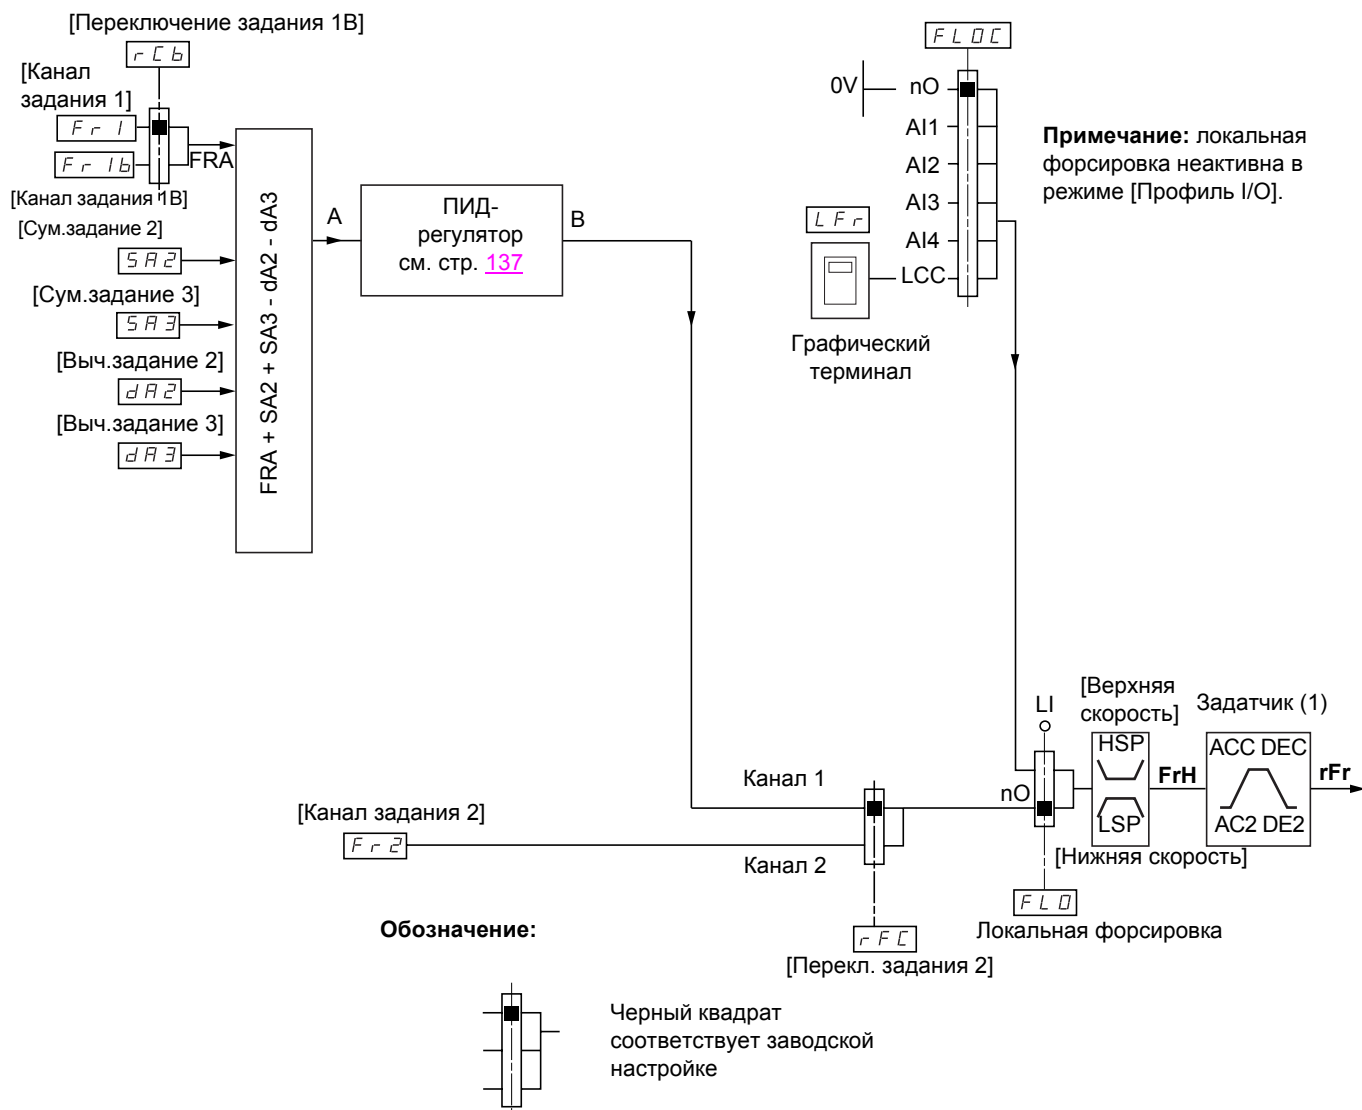 [Переключение задания 1B]
rCb
[Канал
задания 1]
Fr1
Fr1b
FRA
[Канал задания 1B]
[Сум.задание 2]
SA2
[Сум.задание 3]
SA3
[Выч.задание 2]
dA2
[Выч.задание 3]
dA3
FRA + SA2 + SA3 - dA2 - dA3
A
ПИД-
регулятор
см. стр. 137
B
FLOC
0V
nO
AI1
AI2
AI3
AI4
LCC
LFr
Графический
терминал
Примечание: локальная
форсировка неактивна в
режиме [Профиль I/O].
Канал 1
[Канал задания 2]
Fr2
Канал 2
rFC
[Перекл. задания 2]
LI
nO
FLO
Локальная форсировка
[Верхняя
скорость]
HSP
LSP
[Нижняя скорость]
FrH
Задатчик (1)
ACC DEC
AC2 DE2
rFr
Обозначение:
Черный квадрат
соответствует заводской
настройке